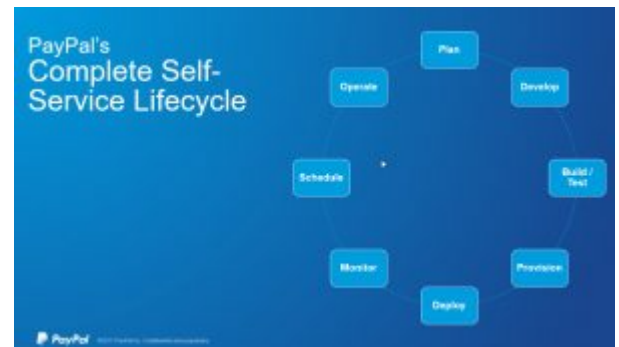 PayPal's
Complete Self-
Service Lifecycle
Plan
Operate
Develop
Schedule
Build /
Test
Monitor
Provision
Deploy
PayPal